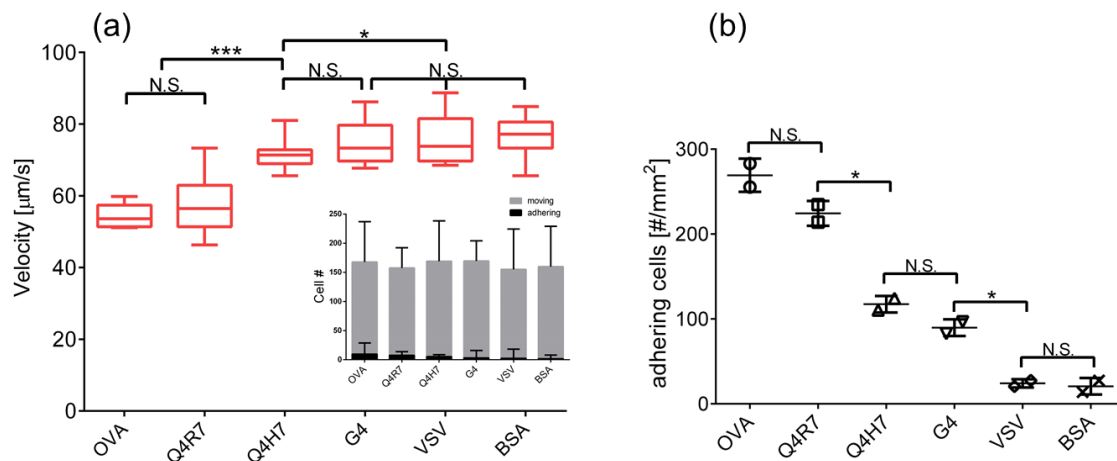 (a)
Velocity [µm/s]
100
80
60
40
20
0
N.S.
***
*
N.S.
N.S.
OVA
Q4R7
Q4H7
G4
VSV
BSA
moving
adhering
Cell #
250
200
150
100
50
0
OVA
Q4R7
Q4H7
G4
VSV
BSA
(b)
adhering cells [#/mm²]
300
200
100
0
N.S.
*
N.S.
*
N.S.
OVA
Q4R7
Q4H7
G4
VSV
BSA